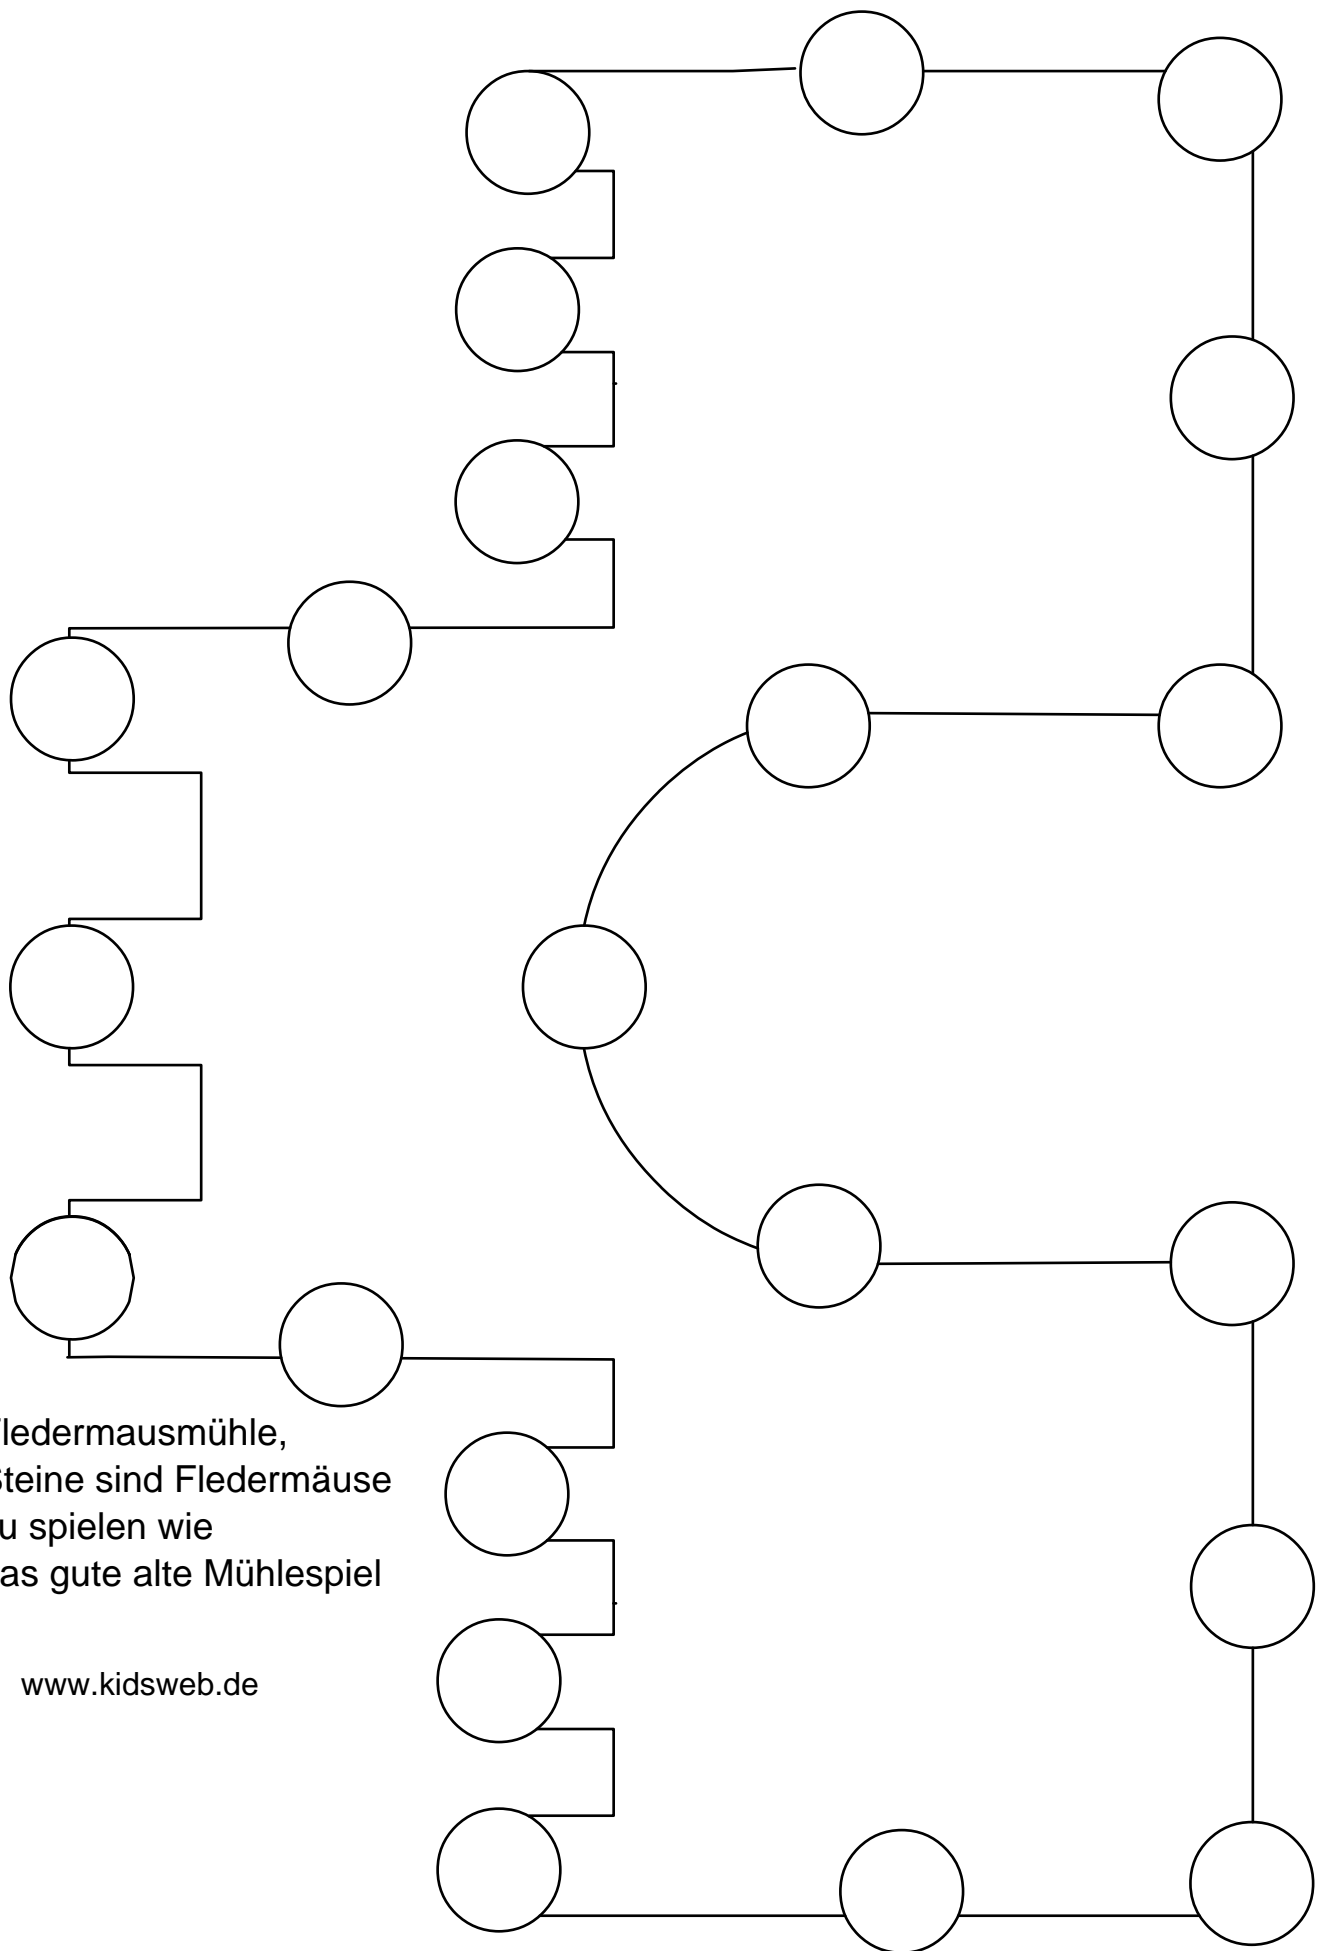 ledermausmühle,
teine sind Fledermäuse
u spielen wie
as gute alte Mühlespiel
www.kidsweb.de